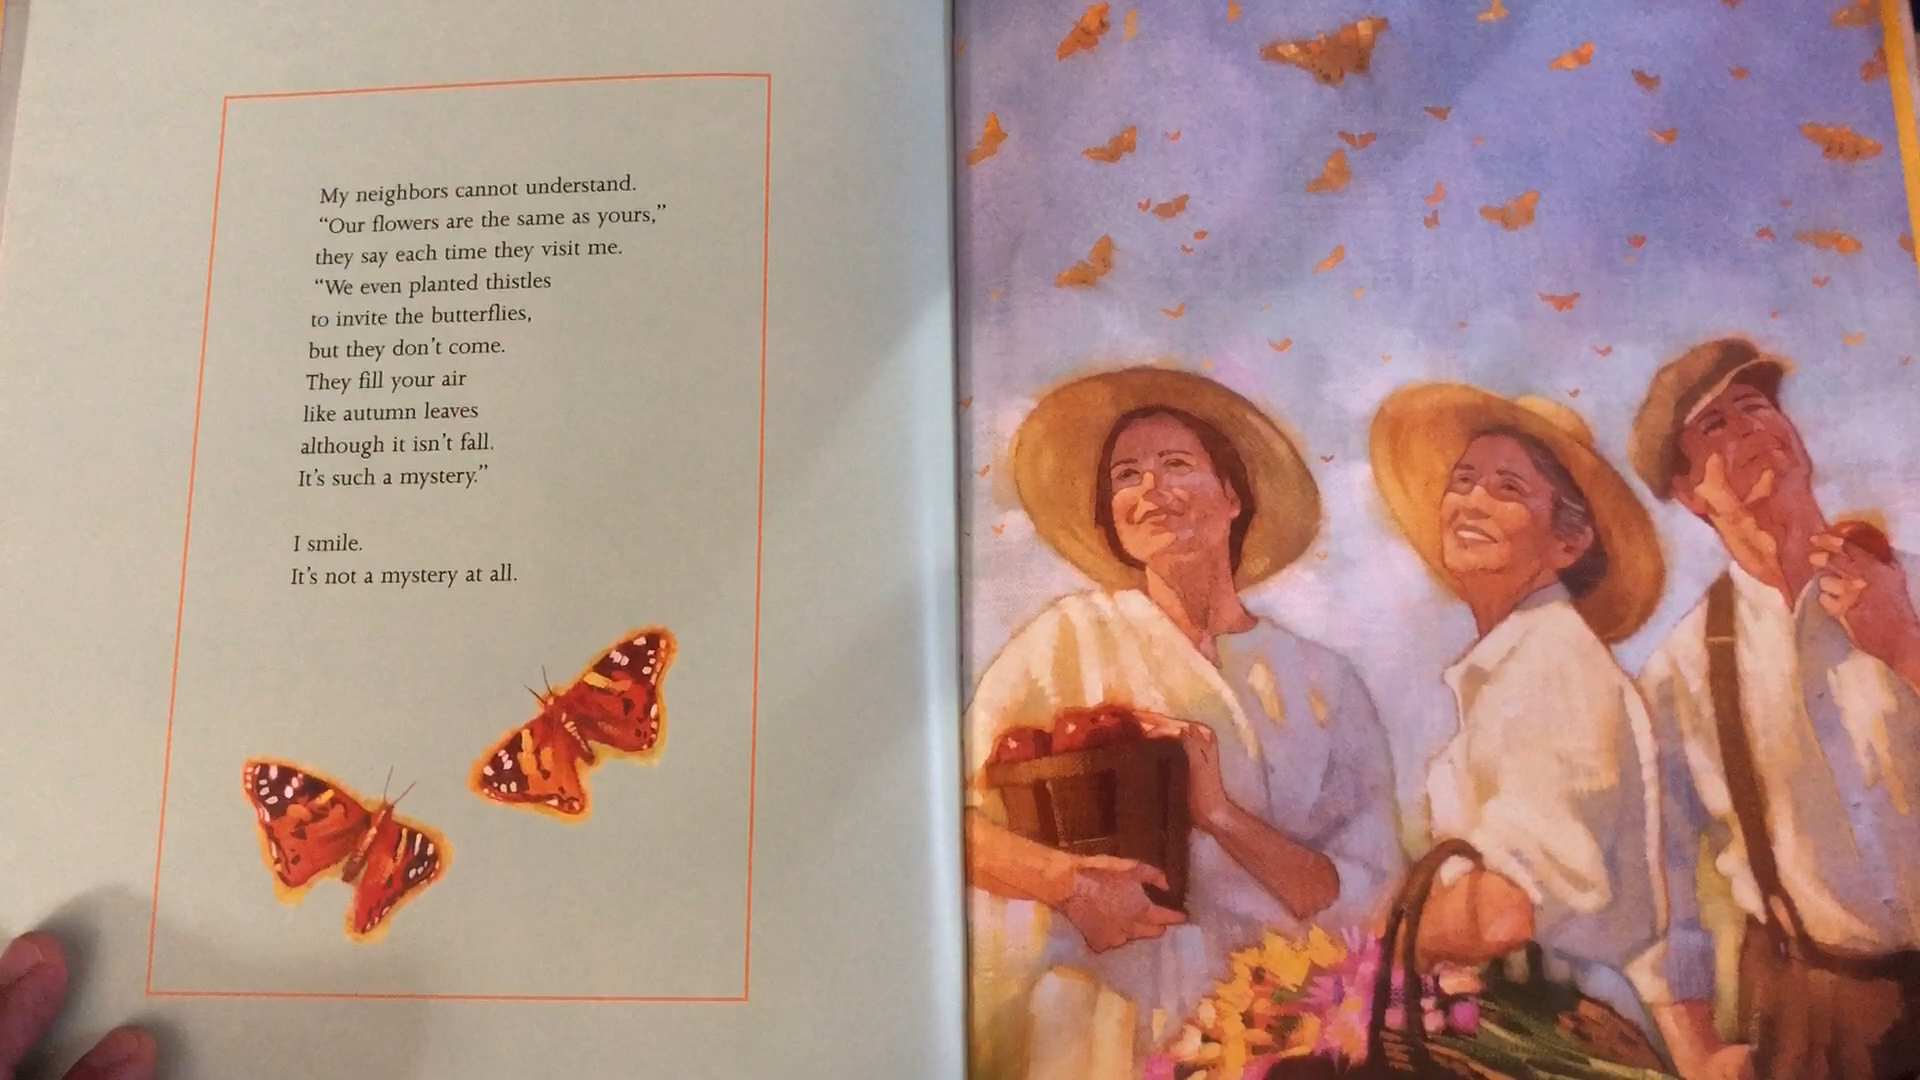 My neighbors cannot understand.
“Our flowers are the same as yours,”
they say each time they visit me.
“We even planted thistles
to invite the butterflies,
but they don’t come.
They fill your air
like autumn leaves
although it isn’t fall.
It’s such a mystery.”
I smile.
It’s not a mystery at all.